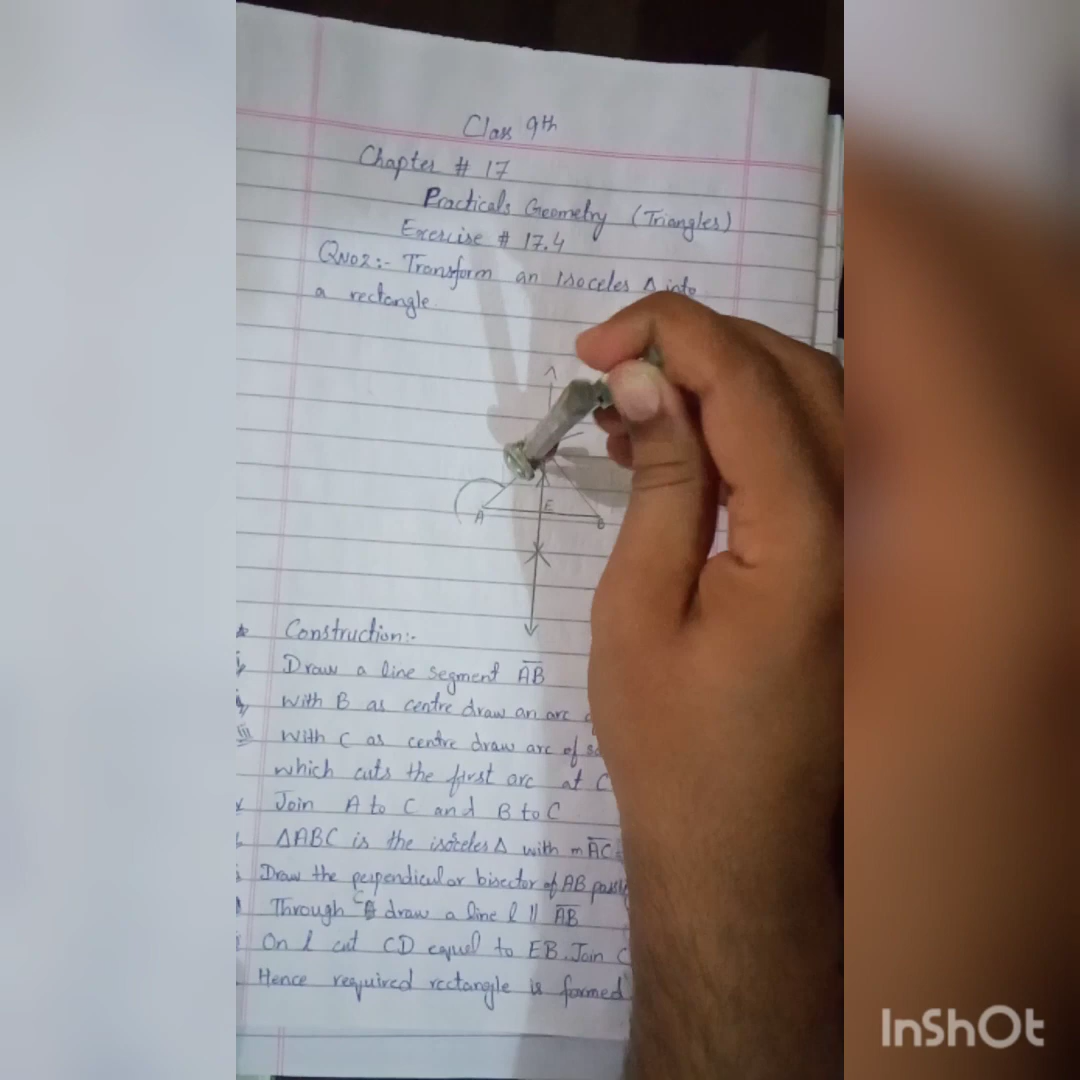 Class 9th
Chapter # 17
Practicals Geometry (Triangles)
Exercise # 17.4
QNo2:- Transform an isoceles Δ into
a rectangle.
A E B
Construction:-
Draw a line segment AB
With B as centre draw an arc
iii With C as centre draw arc of
which cuts the first arc at C
Join A to C and B to C
ΔABC is the isoceles Δ with mAC
Draw the perpendicular bisector of AB
Through C draw a line l || AB
On l cut CD equal to EB. Join
Hence required rectangle is formed
InShOt